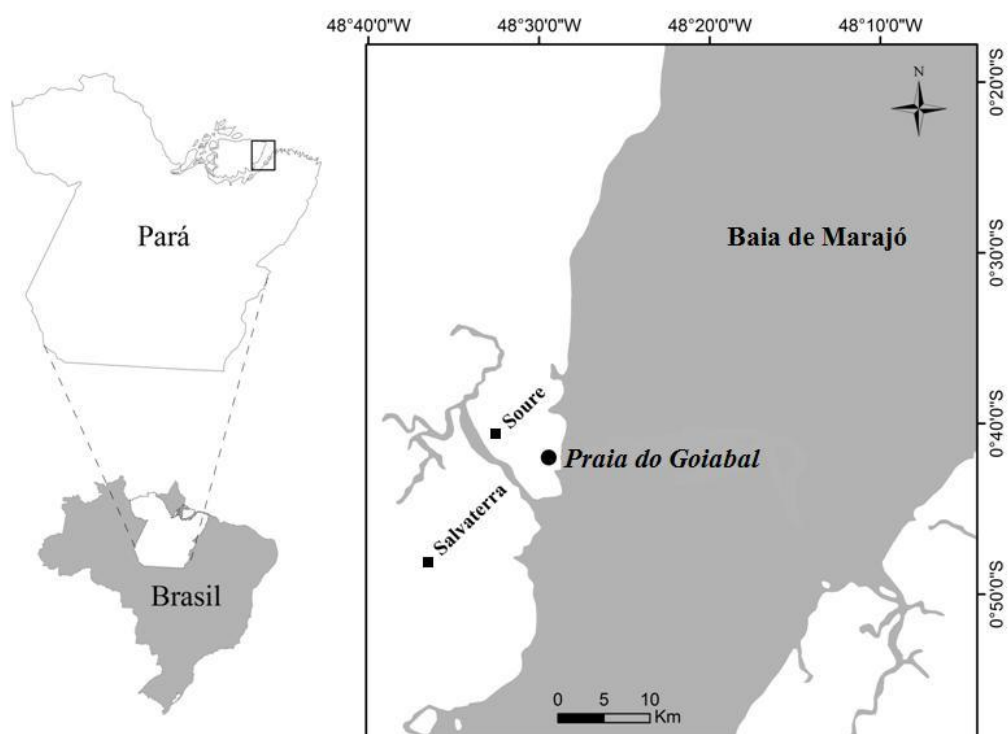 48°40'0"W
48°30'0"W
48°20'0"W
48°10'0"W
N
0°20'0"S
Pará
Baia de Marajó
0°30'0"S
Soure
0°40'0"S
Praia do Goiabal
Salvaterra
0°50'0"S
Brasil
0 5 10
Km